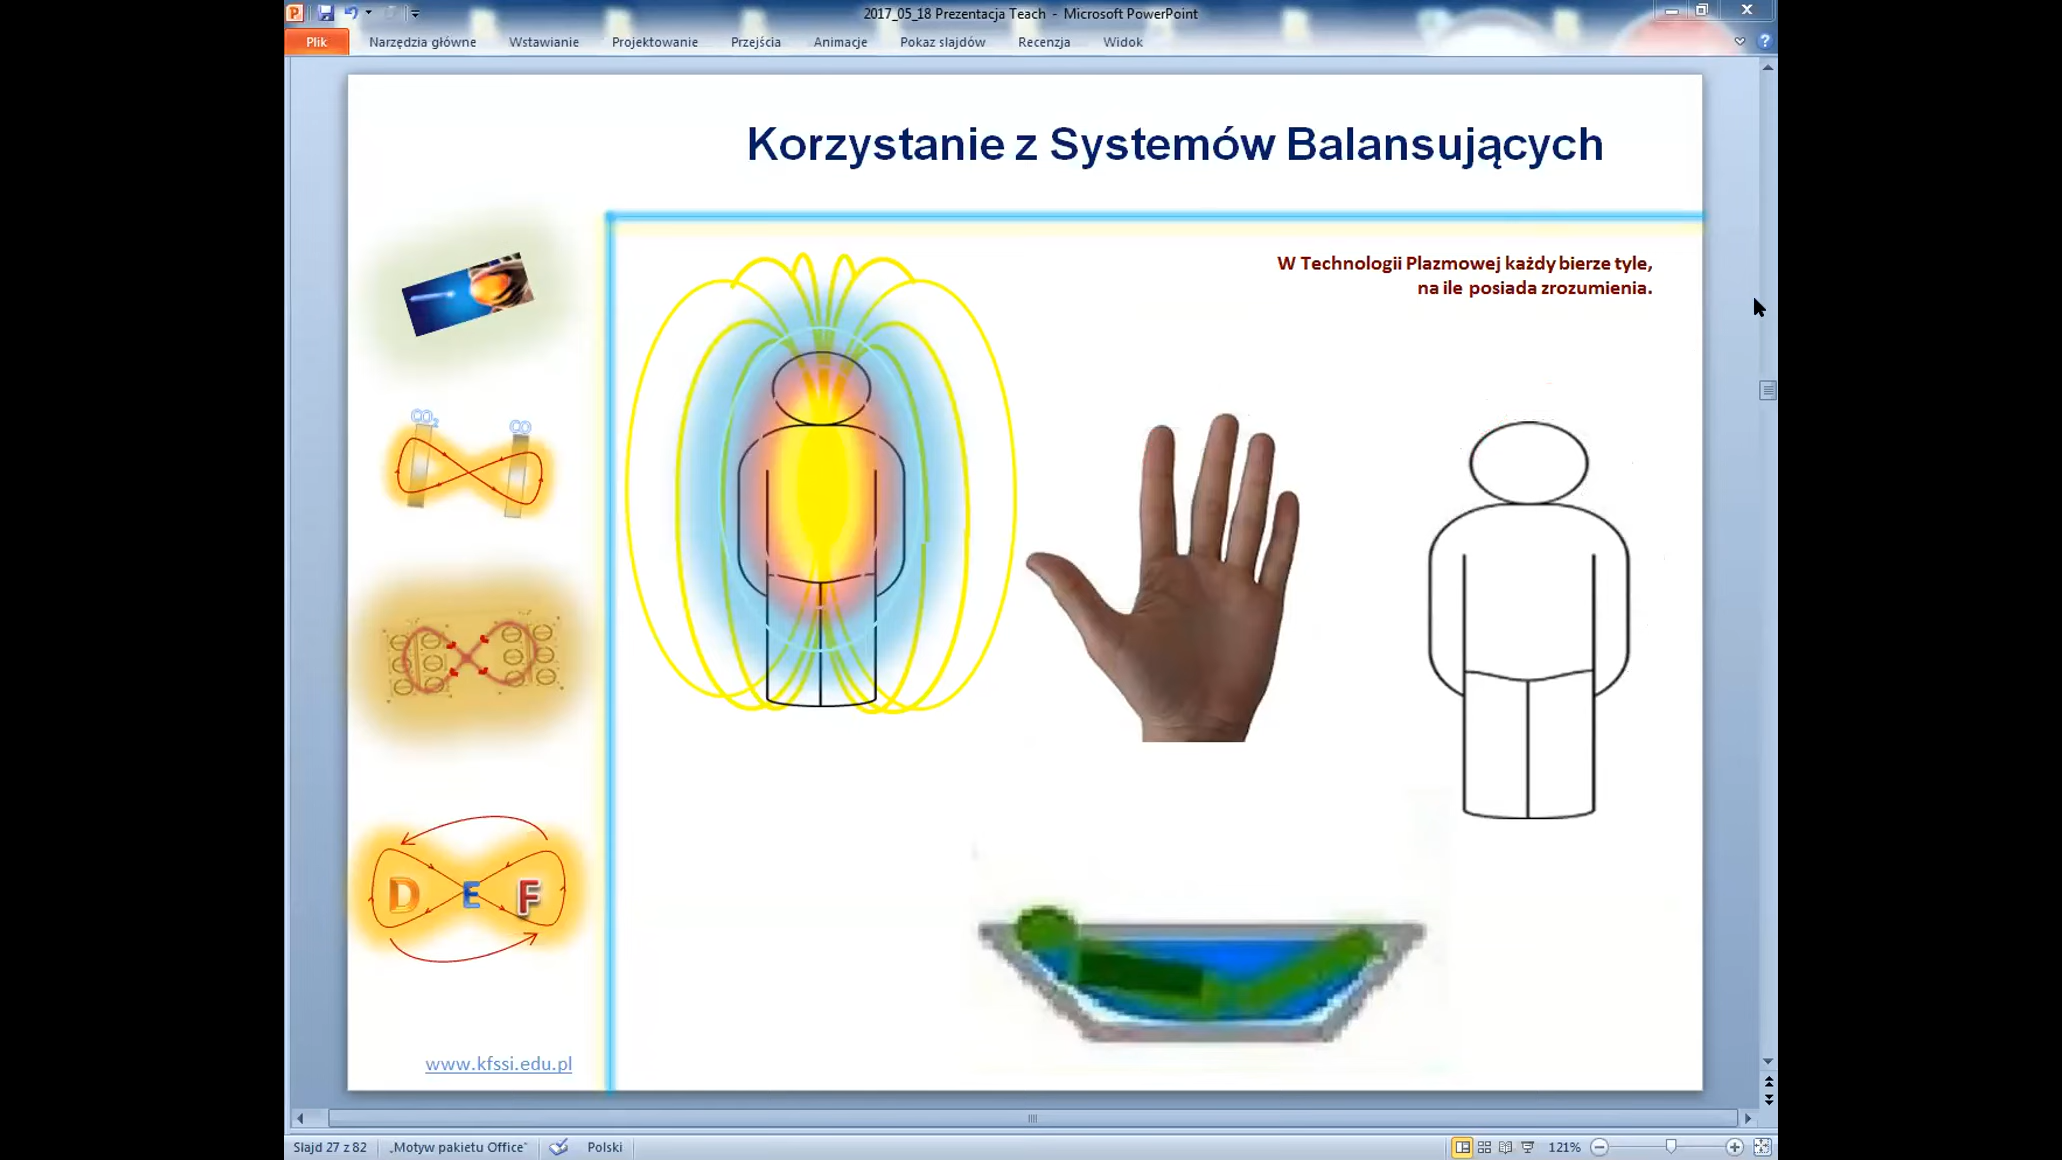 2017_05_18 Prezentacja Teach - Microsoft PowerPoint
Plik Narzędzia główne Wstawianie Projektowanie Przejścia Animacje Pokaz slajdów Recenzja Widok
Korzystanie z Systemów Balansujących
W Technologii Plazmowej każdy bierze tyle,
na ile posiada zrozumienia.
CO2 CO
D E F
www.kfssi.edu.pl
Slajd 27 z 82 „Motyw pakietu Office" Polski 121%